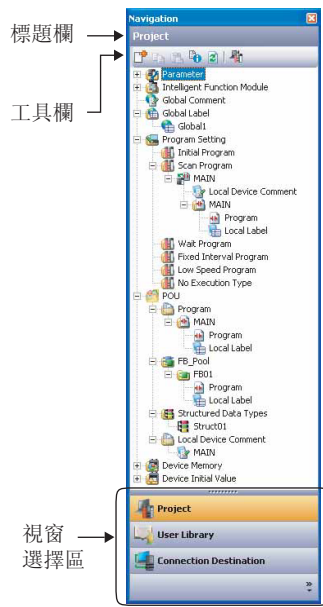 Navigation
標題欄
Project
工具欄
Parameter
Intelligent Function Module
Global Comment
Global Label
Global1
Program Setting
Initial Program
Scan Program
MAIN
Local Device Comment
MAIN
Program
Local Label
Wait Program
Fixed Interval Program
Low Speed Program
No Execution Type
POU
Program
MAIN
Program
Local Label
FB_Pool
FB01
Program
Local Label
Structured Data Types
Struct01
Local Device Comment
MAIN
Device Memory
Device Initial Value
視窗
選擇區
Project
User Library
Connection Destination